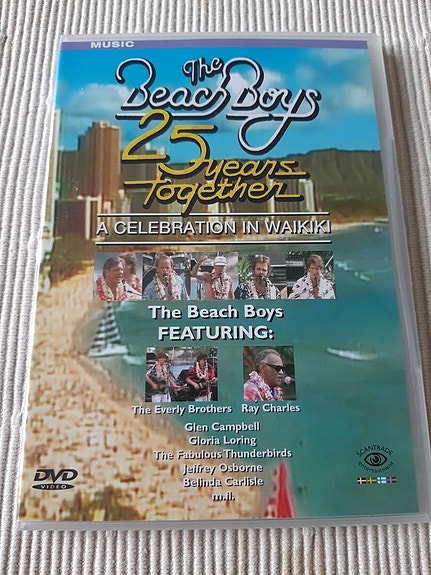 MUSIC
The
Beach Boys
25 years
Together
A CELEBRATION IN WAIKIKI
The Beach Boys
FEATURING:
The Everly Brothers Ray Charles
Glen Campbell
Gloria Loring
The Fabulous Thunderbirds
Jeffrey Osborne
Belinda Carlisle
m.fl.
SCANTRADE
entertainment
DVD
VIDEO